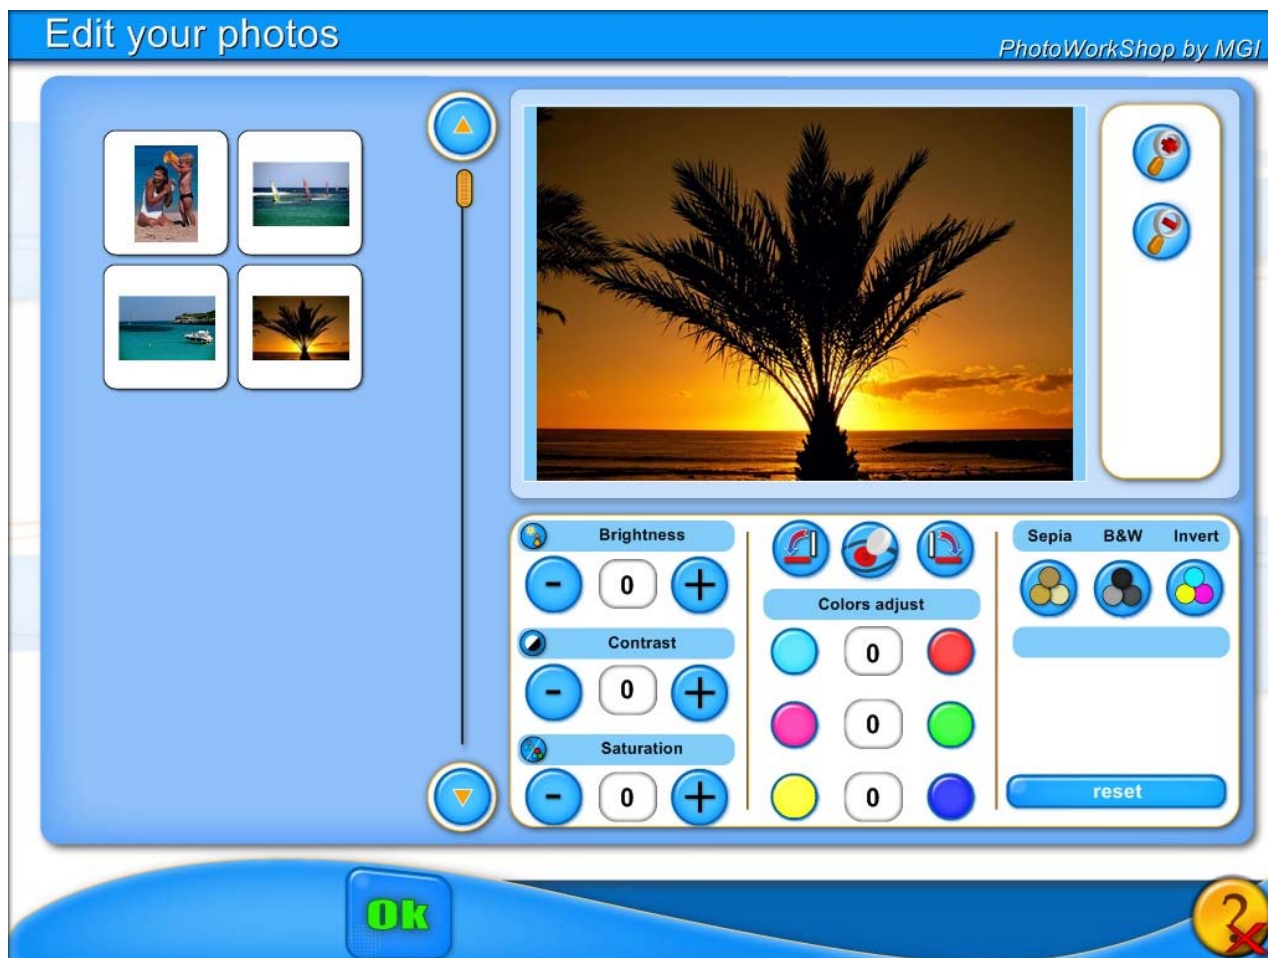 Edit your photos
PhotoWorkShop by MGI
Brightness
- 0 +
Contrast
- 0 +
Saturation
- 0 +
Colors adjust
0
0
0
Sepia B&W Invert
reset
Ok
?